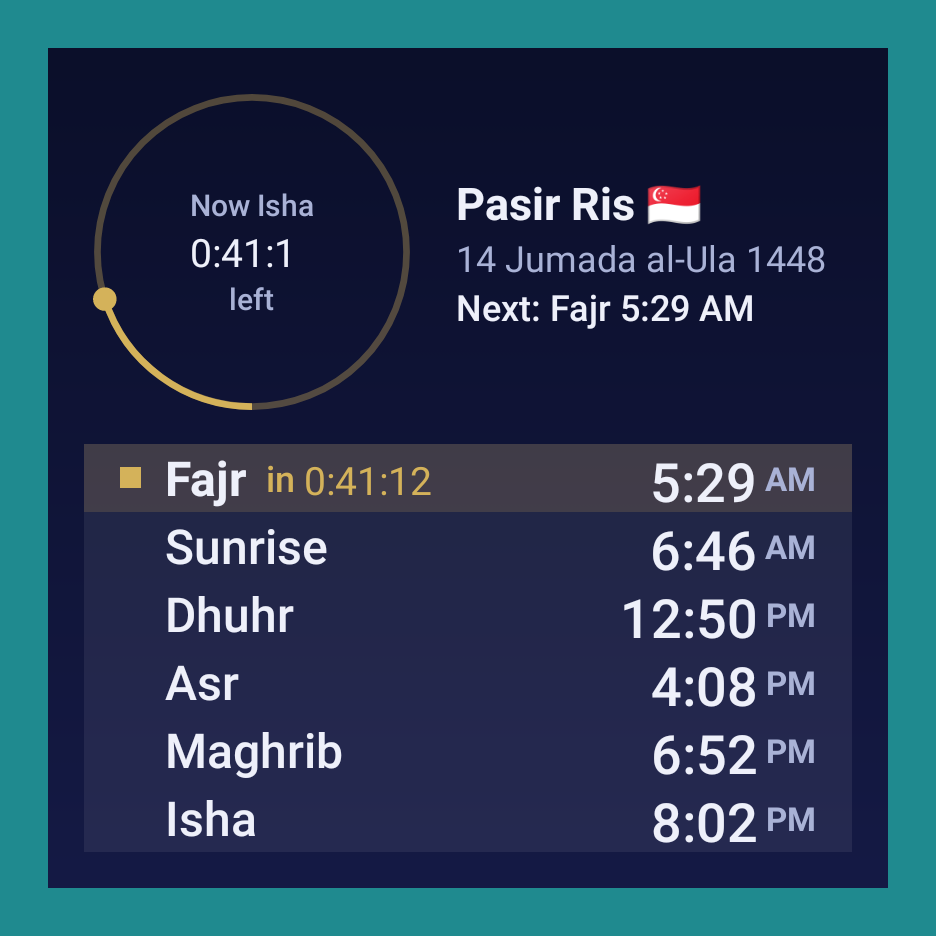 Now Isha
0:41:1
left
Pasir Ris 🇸🇬
14 Jumada al-Ula 1448
Next: Fajr 5:29 AM
Fajr in 0:41:12 5:29 AM
Sunrise 6:46 AM
Dhuhr 12:50 PM
Asr 4:08 PM
Maghrib 6:52 PM
Isha 8:02 PM